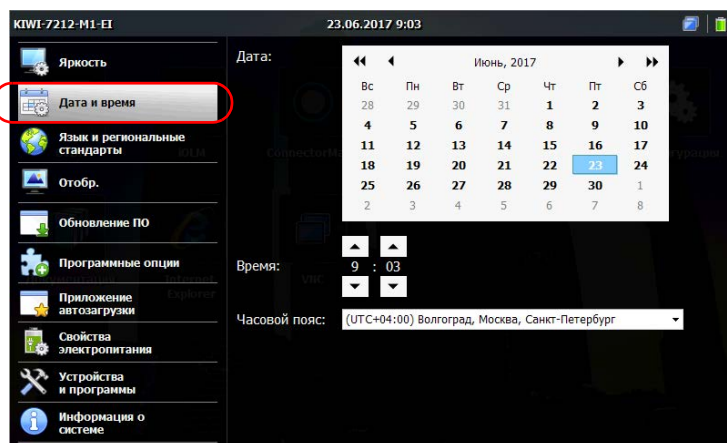 KIWI-7212-M1-EI
23.06.2017 9:03
Яркость
Дата и время
Язык и региональные
стандарты
Отобр.
Обновление ПО
Программные опции
Приложение
автозагрузки
Свойства
электропитания
Устройства
и программы
Информация о
системе
Дата:
Июнь, 2017
Вс Пн Вт Ср Чт Пт Сб
28 29 30 31 1 2 3
4 5 6 7 8 9 10
11 12 13 14 15 16 17
18 19 20 21 22 23 24
25 26 27 28 29 30 1
2 3 4 5 6 7 8
Время:
9 : 03
Часовой пояс:
(UTC+04:00) Волгоград, Москва, Санкт-Петербург
VNC
Internet
Explorer